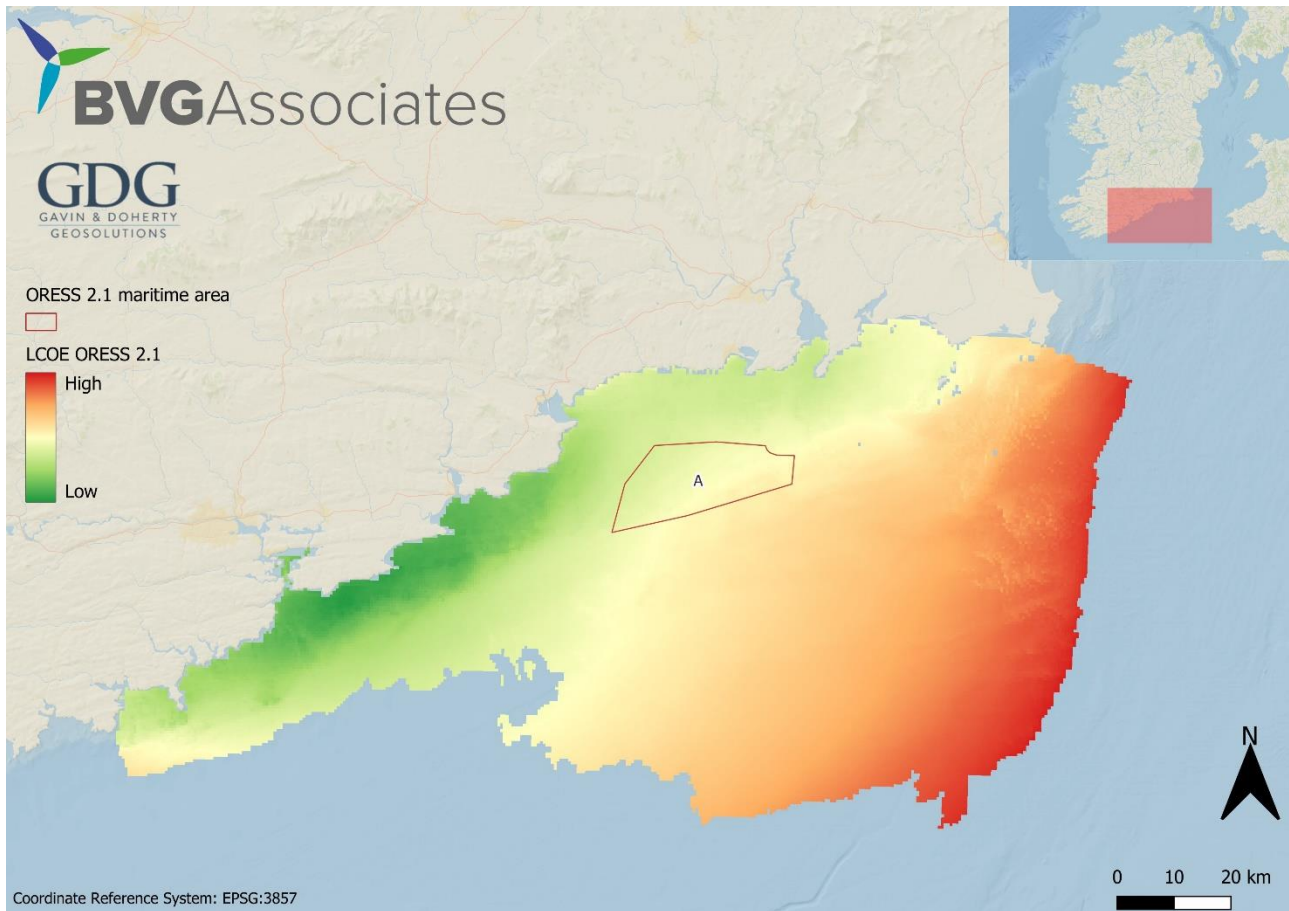 BVGAssociates
GDG
GAVIN & DOHERTY
GEOSOLUTIONS
ORESS 2.1 maritime area
LCOE ORESS 2.1
High
Low
A
N
0 10 20 km
Coordinate Reference System: EPSG:3857